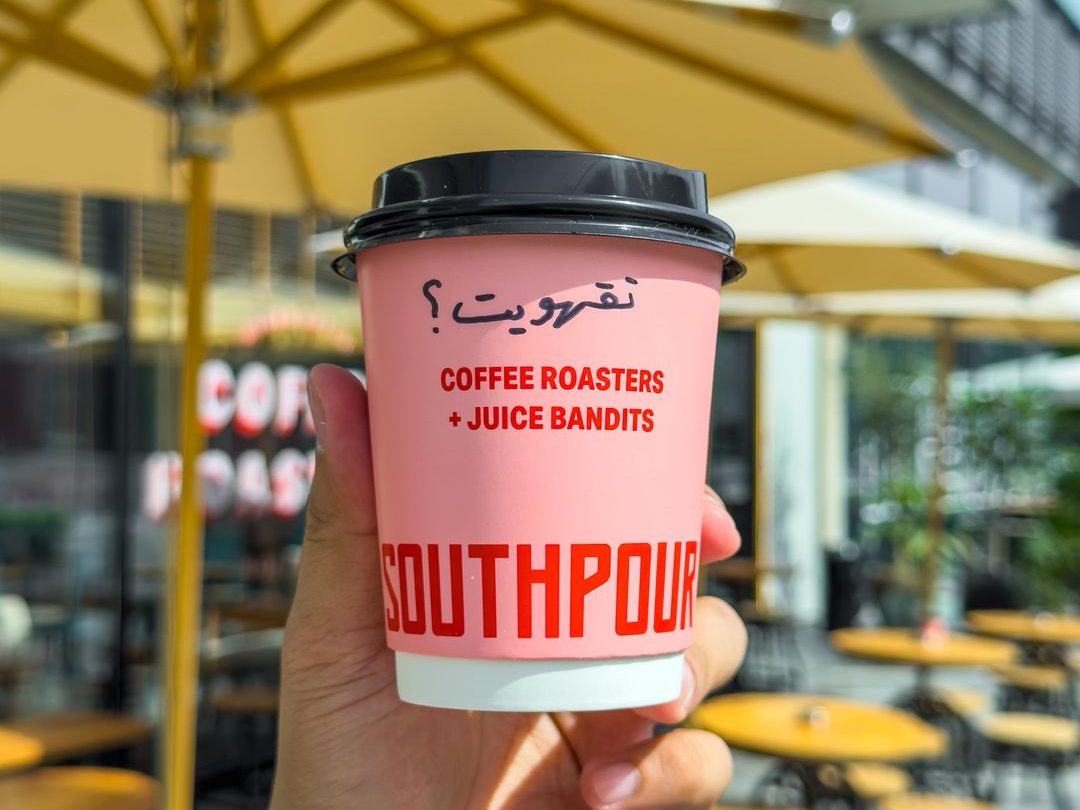 تقهويت؟
COFFEE ROASTERS
+ JUICE BANDITS
SOUTHPOUR